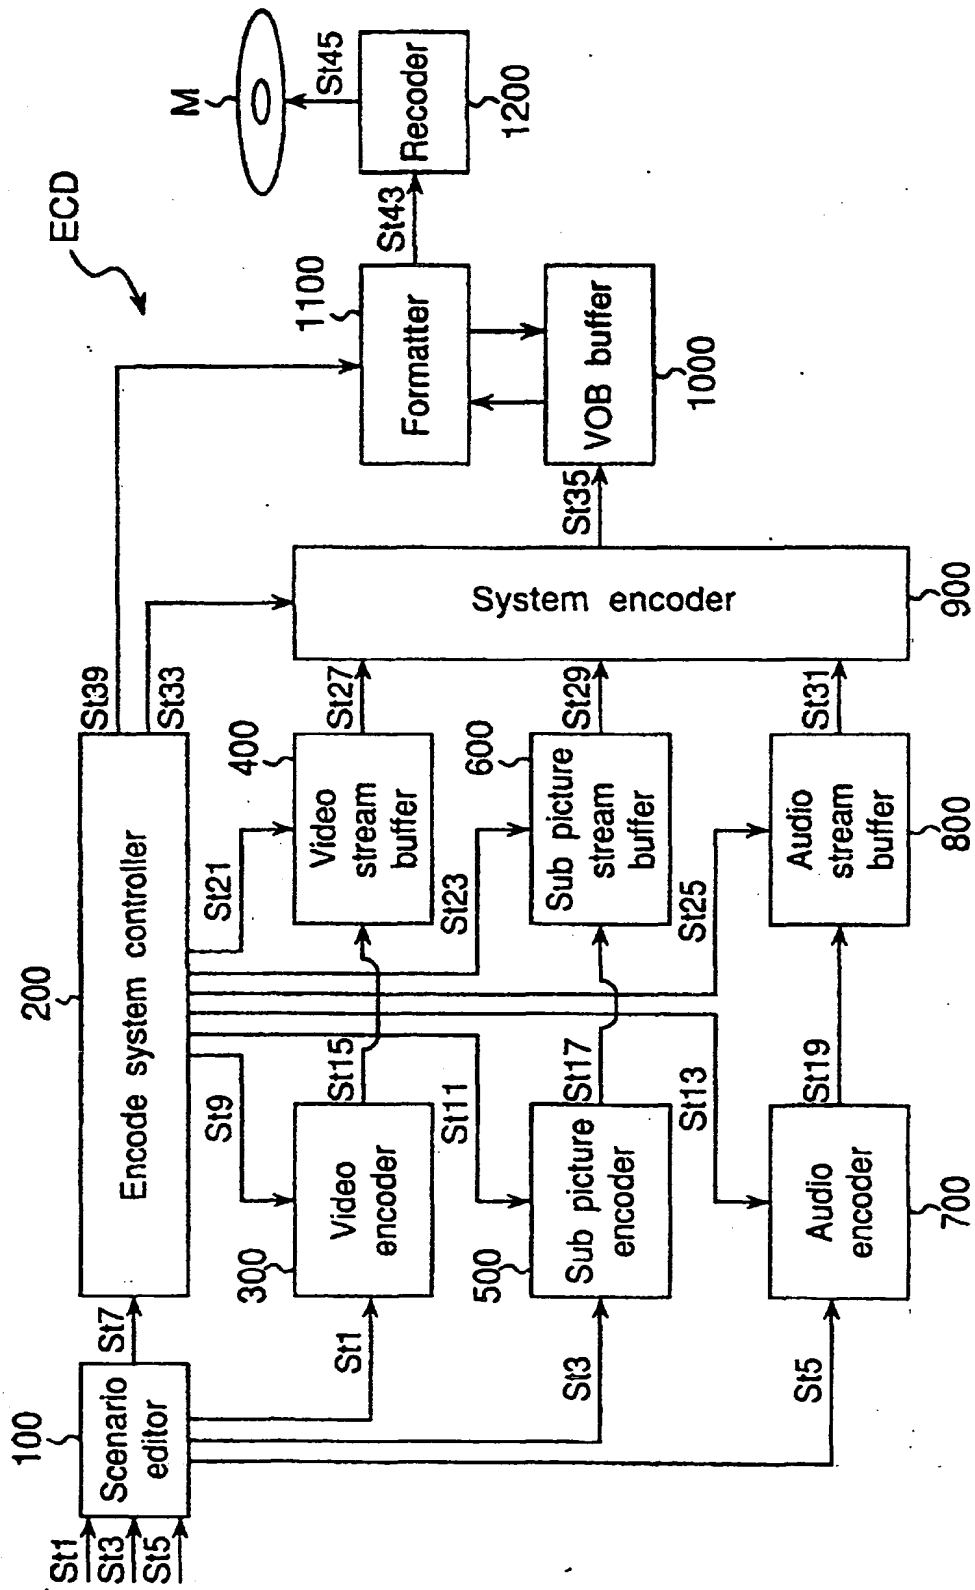 ECD
M
St45
Recoder
1200
St43
1100
Formatter
VOB buffer
1000
St35
System encoder
900
St39
St33
St27
St29
St31
200
Encode system controller
St21
400
Video
stream
buffer
St23
600
Sub picture
stream
buffer
St25
Audio
stream
buffer
800
St9
St15
300
Video
encoder
St11
St17
500
Sub picture
encoder
St13
St19
Audio
encoder
700
St7
St1
St3
St5
100
Scenario
editor
St1
St3
St5